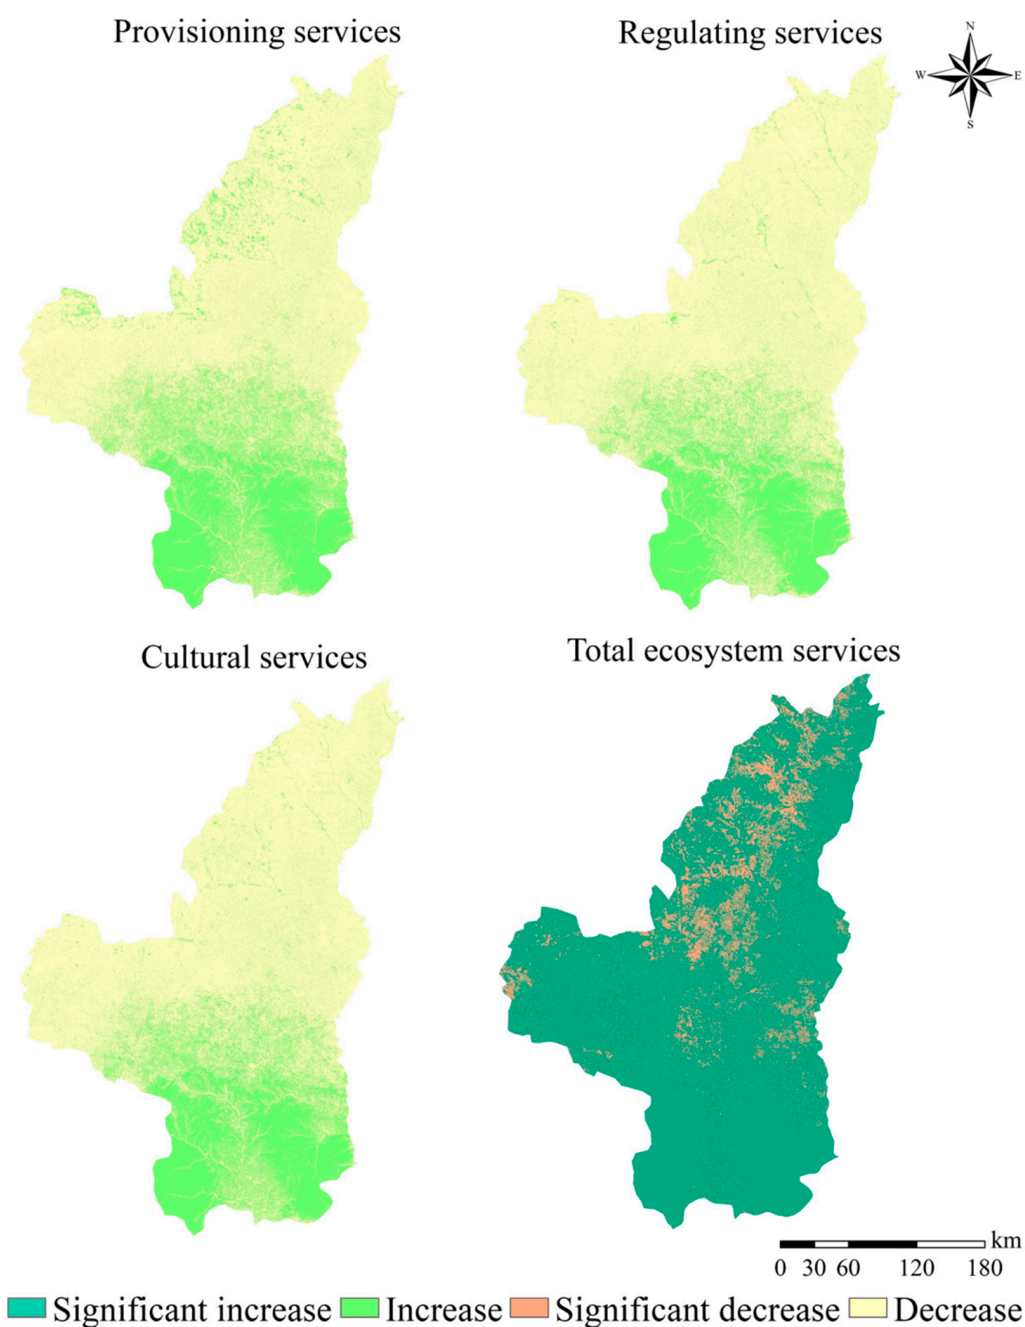 Provisioning services
Regulating services
N
W E
S
Cultural services
Total ecosystem services
km
0 30 60 120 180
Significant increase Increase Significant decrease Decrease